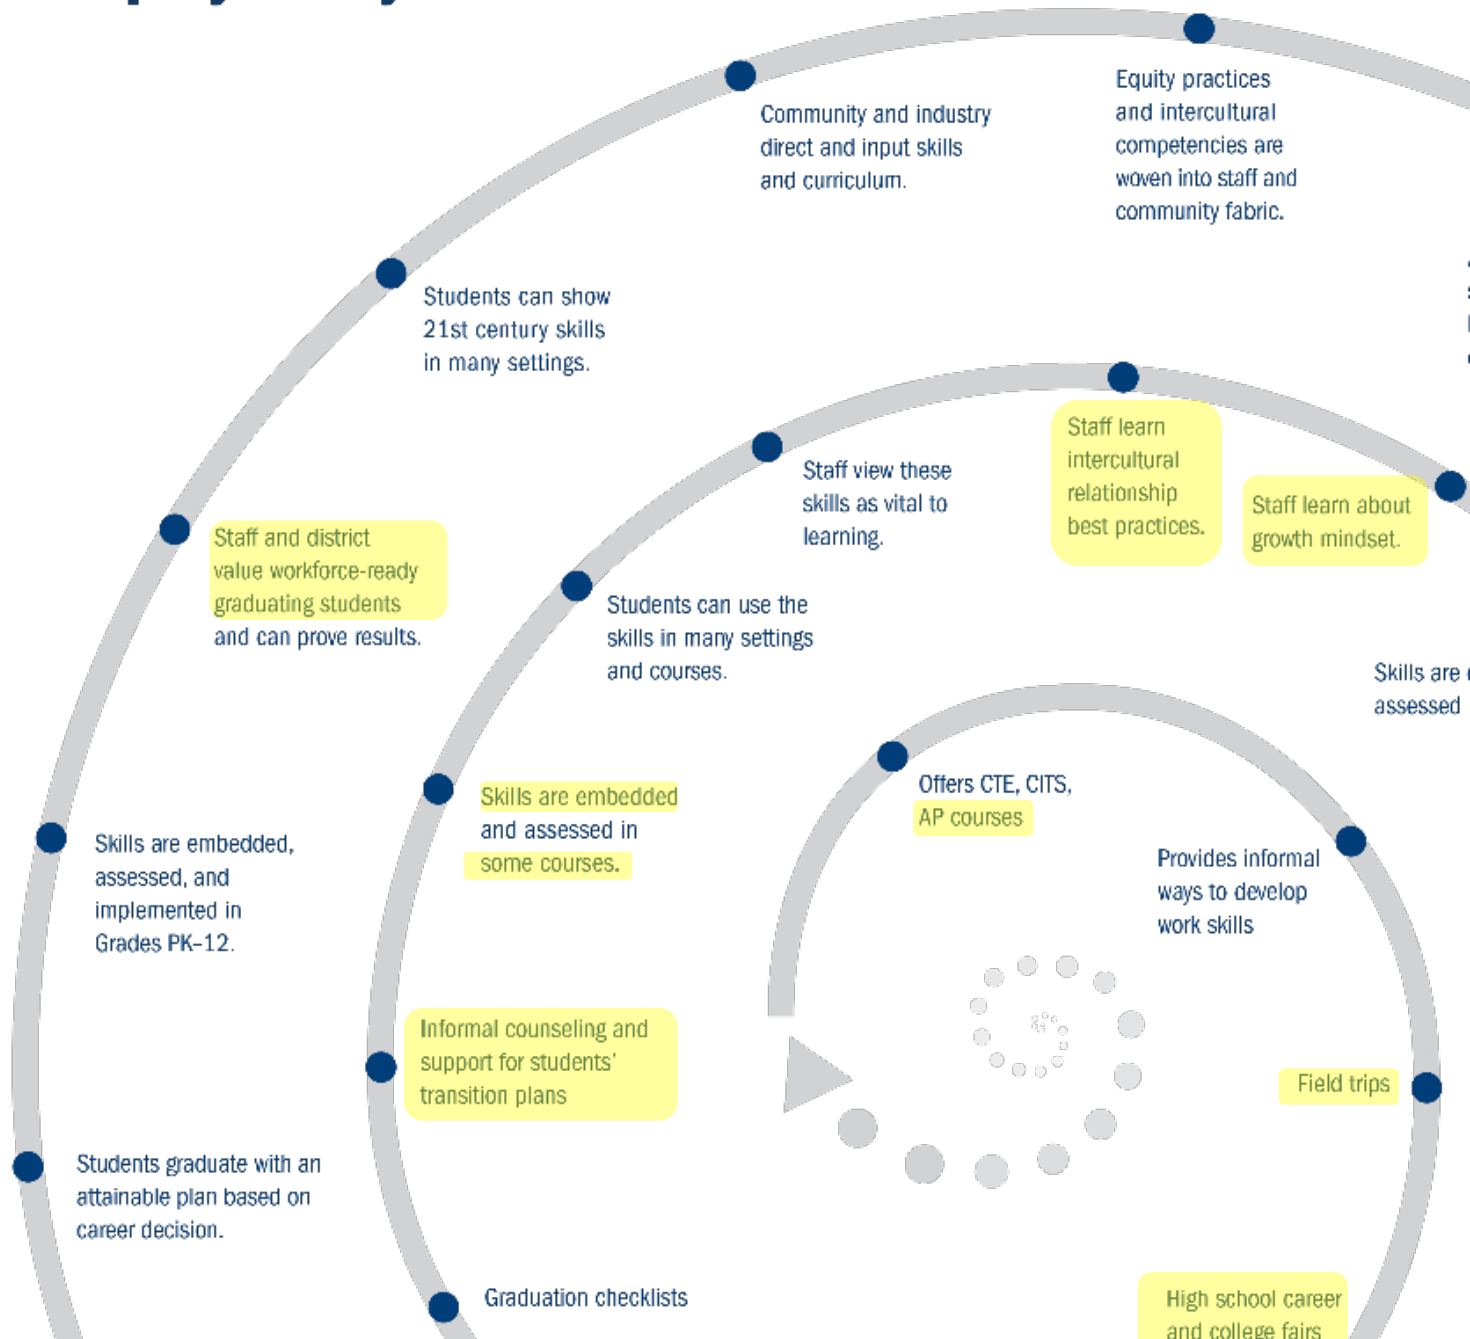 Community and industry
direct and input skills
and curriculum.
Equity practices
and intercultural
competencies are
woven into staff and
community fabric.
Students can show
21st century skills
in many settings.
Staff learn
intercultural
relationship
best practices.
Staff learn about
growth mindset.
Staff view these
skills as vital to
learning.
Staff and district
value workforce-ready
graduating students
and can prove results.
Students can use the
skills in many settings
and courses.
Skills are
assessed
Offers CTE, CITS,
AP courses
Skills are embedded
and assessed in
some courses.
Skills are embedded,
assessed, and
implemented in
Grades PK–12.
Provides informal
ways to develop
work skills
Informal counseling and
support for students'
transition plans
Field trips
Students graduate with an
attainable plan based on
career decision.
Graduation checklists
High school career
and college fairs